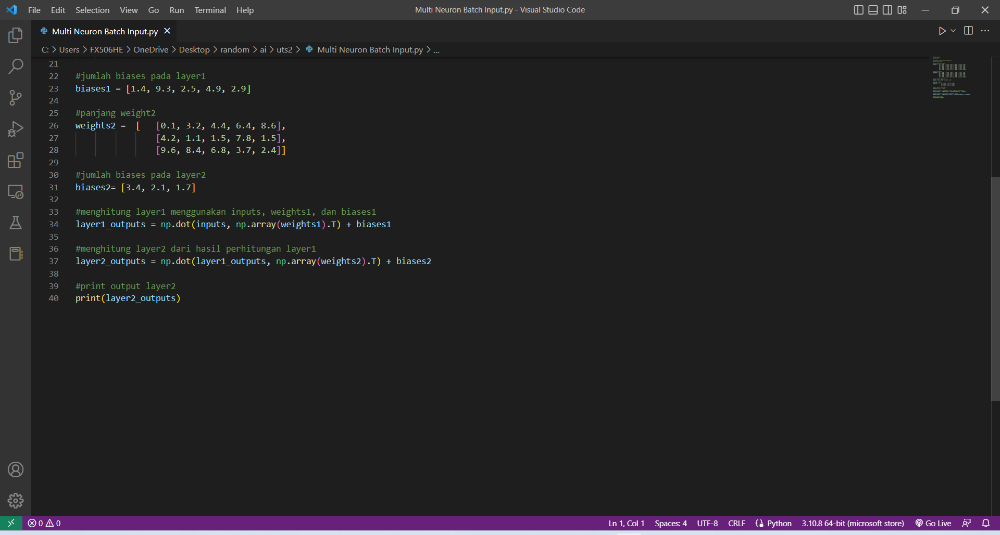 File Edit Selection View Go Run Terminal Help Multi Neuron Batch Input.py - Visual Studio Code
Multi Neuron Batch Input.py
C: > Users > FX506HE > OneDrive > Desktop > random > ai > uts2 > Multi Neuron Batch Input.py > ...
21
22 #jumlah biases pada layer1
23 biases1 = [1.4, 9.3, 2.5, 4.9, 2.9]
24
25 #panjang weight2
26 weights2 =  [   [0.1, 3.2, 4.4, 6.4, 8.6],
27                 [4.2, 1.1, 1.5, 7.8, 1.5],
28                 [9.6, 8.4, 6.8, 3.7, 2.4]]
29
30 #jumlah biases pada layer2
31 biases2= [3.4, 2.1, 1.7]
32
33 #menghitung layer1 menggunakan inputs, weights1, dan biases1
34 layer1_outputs = np.dot(inputs, np.array(weights1).T) + biases1
35
36 #menghitung layer2 dari hasil perhitungan layer1
37 layer2_outputs = np.dot(layer1_outputs, np.array(weights2).T) + biases2
38
39 #print output layer2
40 print(layer2_outputs)
0 0 Ln 1, Col 1 Spaces: 4 UTF-8 CRLF Python 3.10.8 64-bit (microsoft store) Go Live